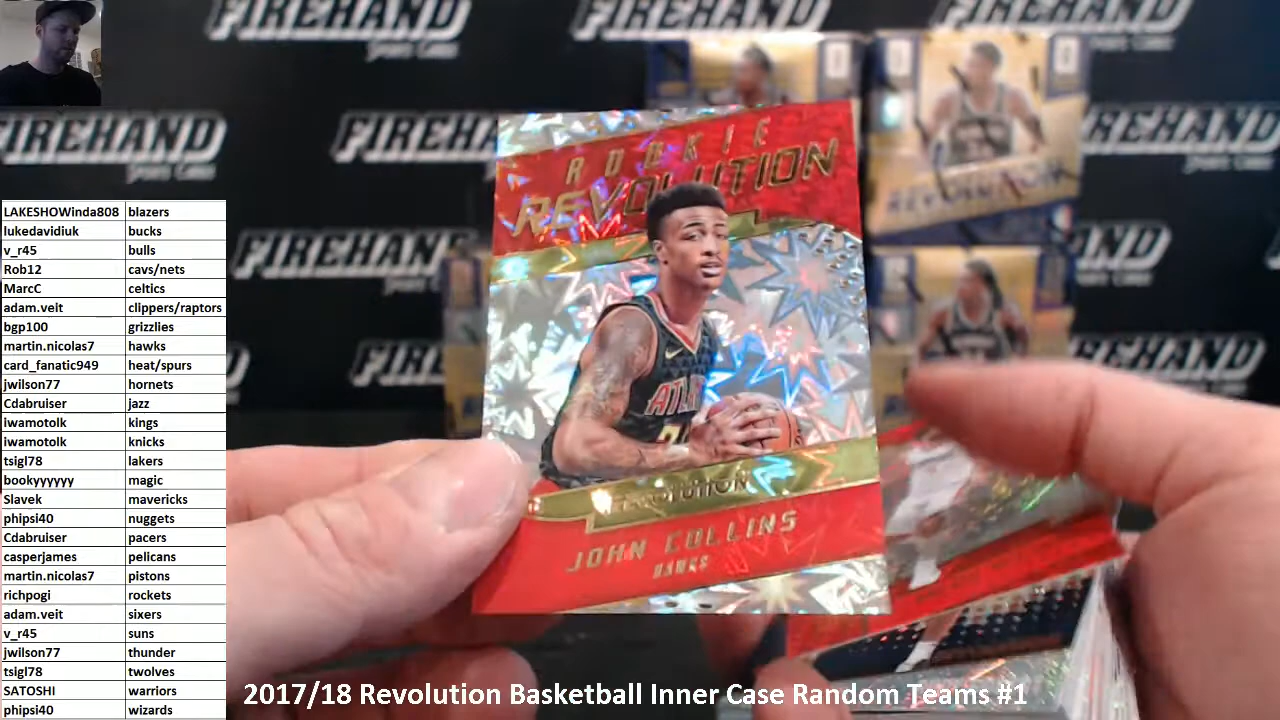 FIREHAND
FIREHAND
FIREHAND
FIREHAND
FIREHAND
FIREHAND
FIREHAND
FIREHAND
ROOKIE
REVOLUTION
ATL
REVOLUTION
JOHN COLLINS
HAWKS
REVOLUTION
LAKESHOWinda808 blazers
lukedavidiuk bucks
v_r45 bulls
Rob12 cavs/nets
MarcC celtics
adam.veit clippers/raptors
bgp100 grizzlies
martin.nicolas7 hawks
card_fanatic949 heat/spurs
jwilson77 hornets
Cdabruiser jazz
iwamotolk kings
iwamotolk knicks
tsigl78 lakers
bookyyyyyy magic
Slavek mavericks
phipsi40 nuggets
Cdabruiser pacers
casperjames pelicans
martin.nicolas7 pistons
richpogi rockets
adam.veit sixers
v_r45 suns
jwilson77 thunder
tsigl78 twolves
SATOSHI warriors
phipsi40 wizards
2017/18 Revolution Basketball Inner Case Random Teams #1